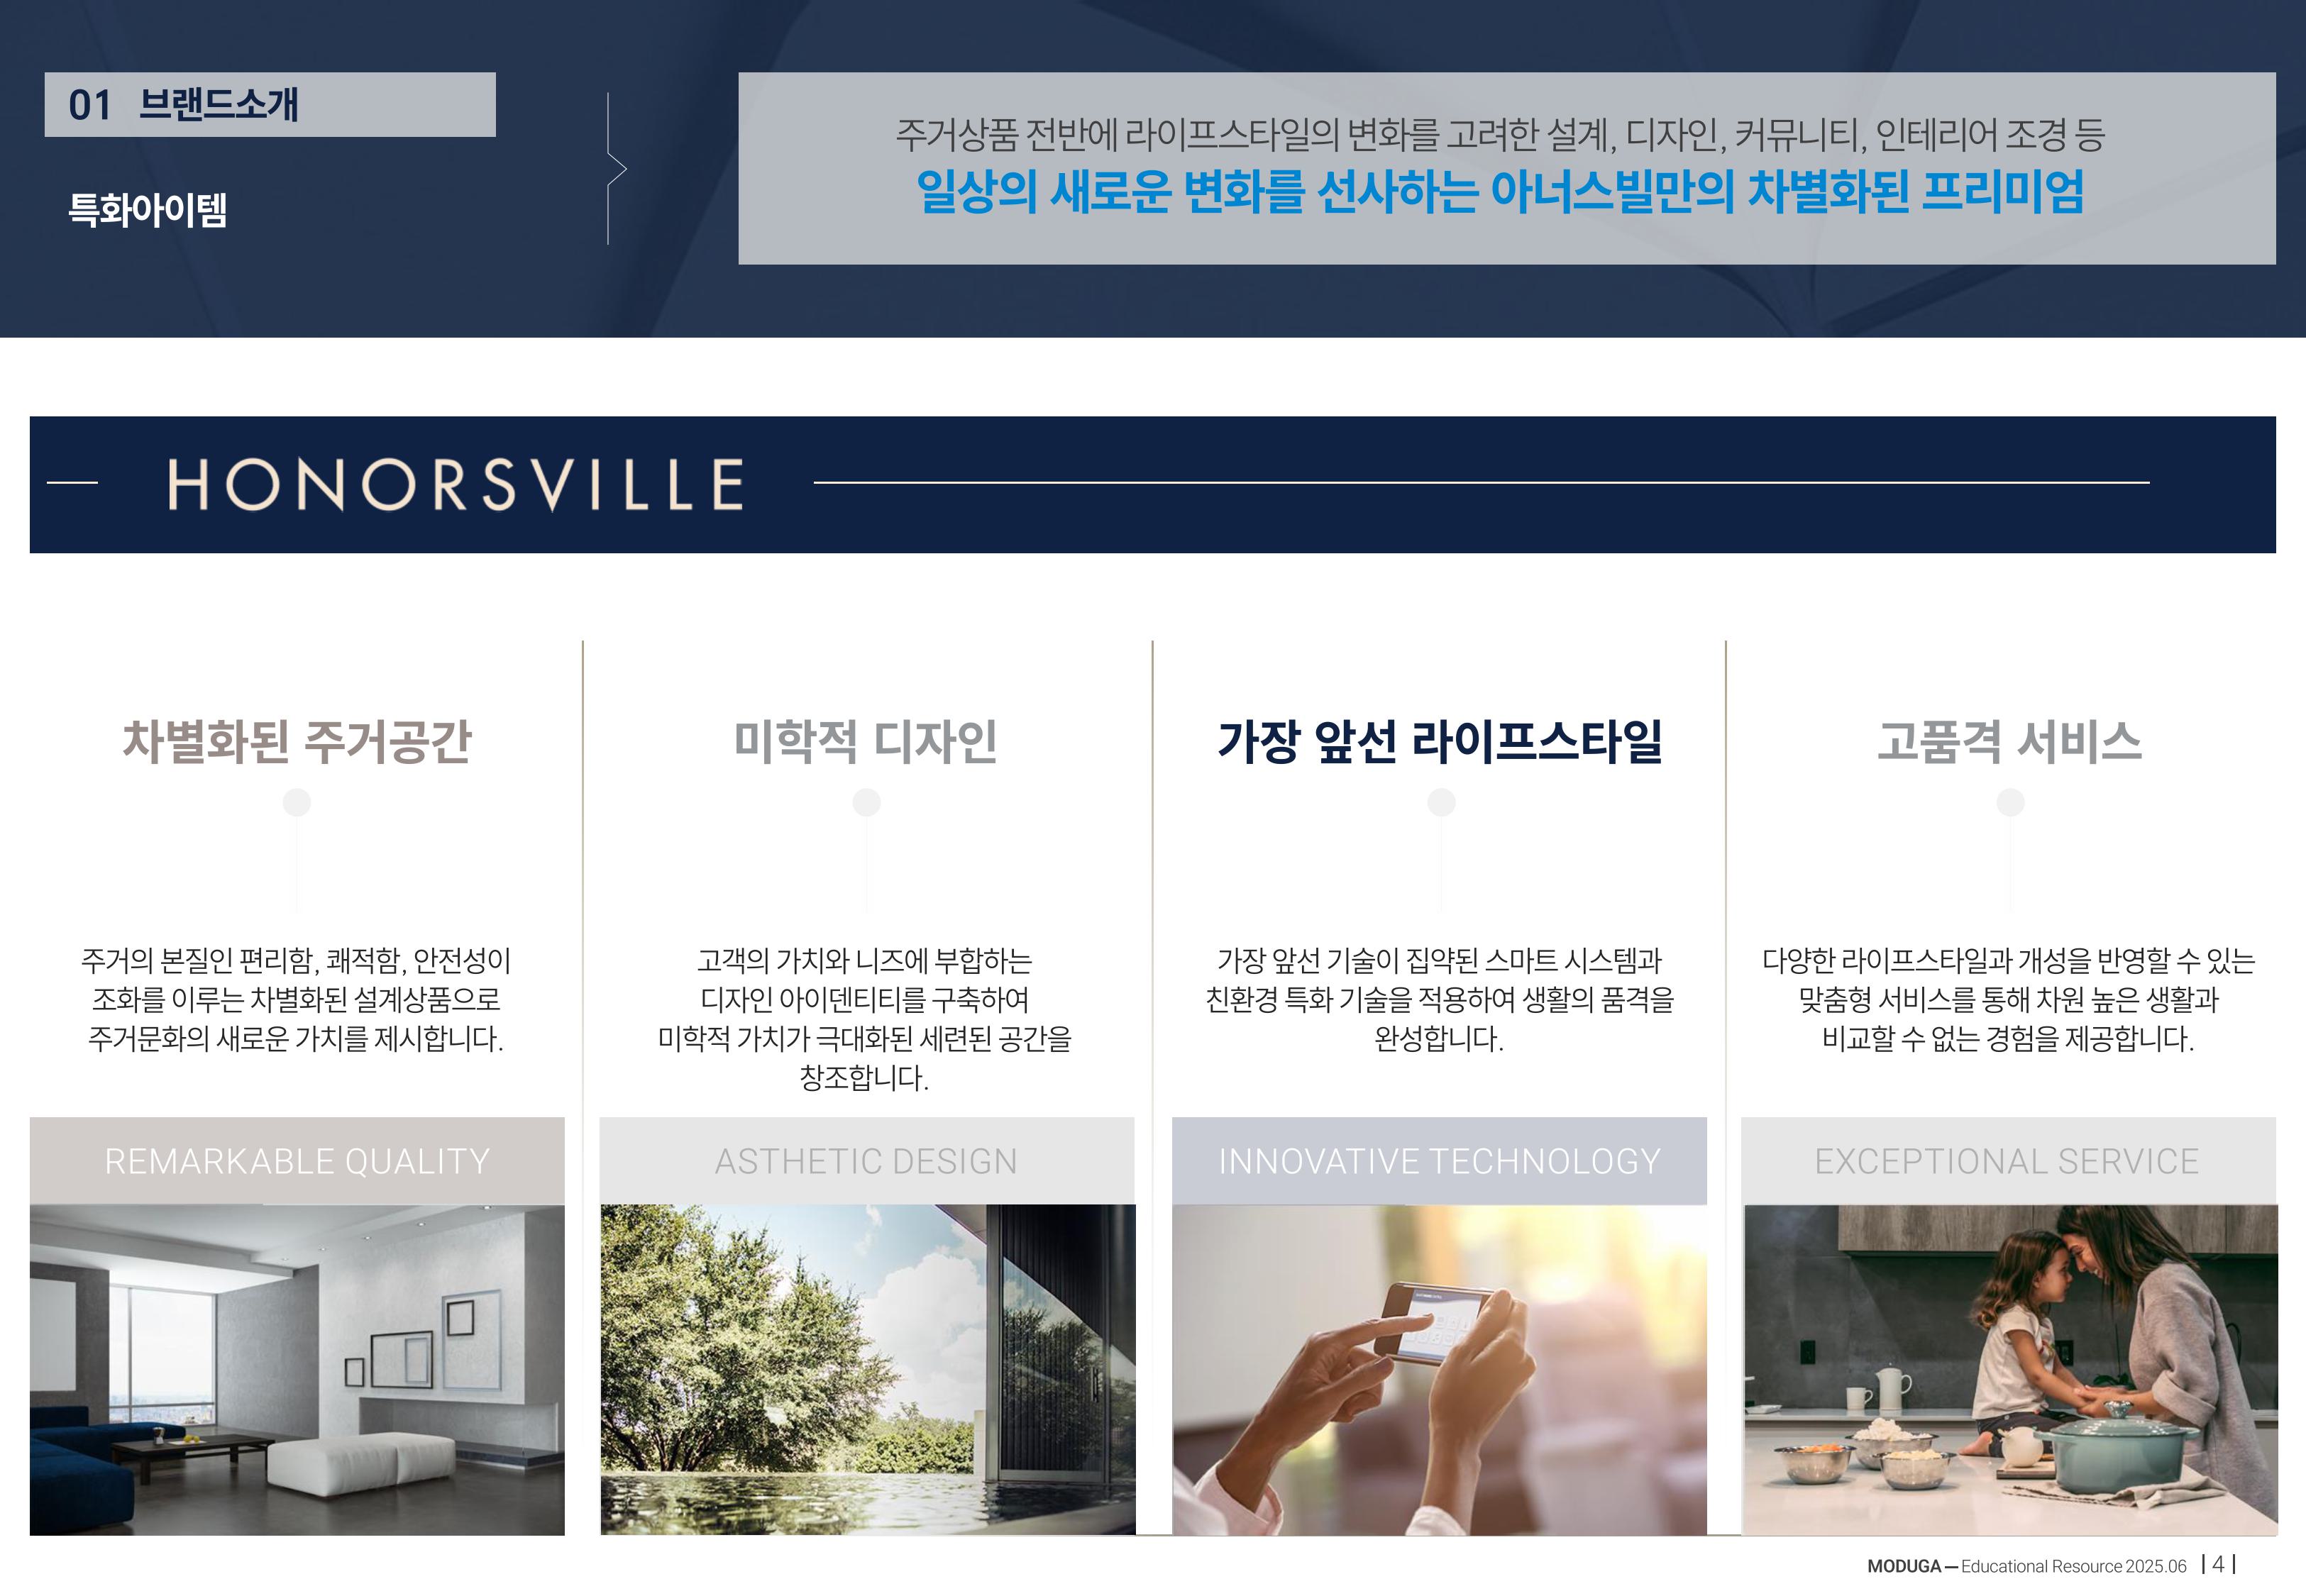 01 브랜드소개
특화아이템
주거상품 전반에 라이프스타일의 변화를 고려한 설계, 디자인, 커뮤니티, 인테리어 조경 등
일상의 새로운 변화를 선사하는 아너스빌만의 차별화된 프리미엄
HONORSVILLE
차별화된 주거공간
주거의 본질인 편리함, 쾌적함, 안전성이
조화를 이루는 차별화된 설계상품으로
주거문화의 새로운 가치를 제시합니다.
REMARKABLE QUALITY
미학적 디자인
고객의 가치와 니즈에 부합하는
디자인 아이덴티티를 구축하여
미학적 가치가 극대화된 세련된 공간을
창조합니다.
ASTHETIC DESIGN
가장 앞선 라이프스타일
가장 앞선 기술이 집약된 스마트 시스템과
친환경 특화 기술을 적용하여 생활의 품격을
완성합니다.
INNOVATIVE TECHNOLOGY
고품격 서비스
다양한 라이프스타일과 개성을 반영할 수 있는
맞춤형 서비스를 통해 차원 높은 생활과
비교할 수 없는 경험을 제공합니다.
EXCEPTIONAL SERVICE
MODUGA — Educational Resource 2025.06 | 4 |